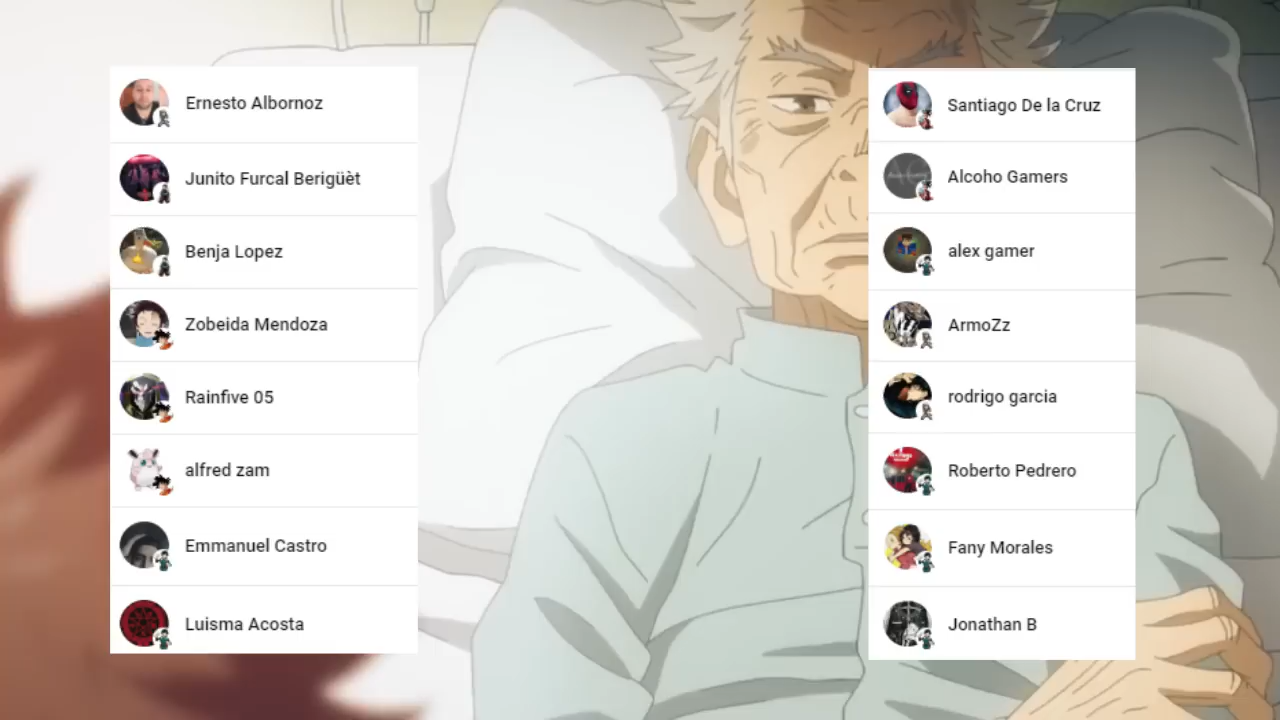 Ernesto Albornoz
Junito Furcal Berigüèt
Benja Lopez
Zobeida Mendoza
Rainfive 05
alfred zam
Emmanuel Castro
Luisma Acosta
Santiago De la Cruz
Alcoho Gamers
alex gamer
ArmoZz
rodrigo garcia
Roberto Pedrero
Fany Morales
Jonathan B